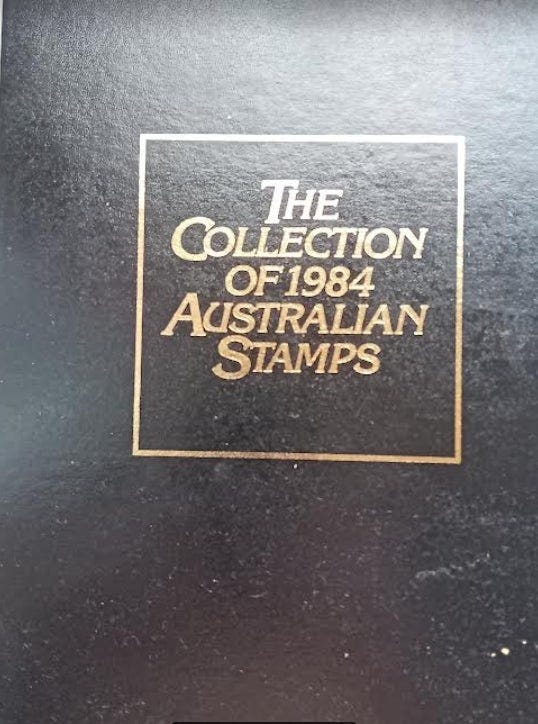 THE
COLLECTION
OF 1984
AUSTRALIAN
STAMPS